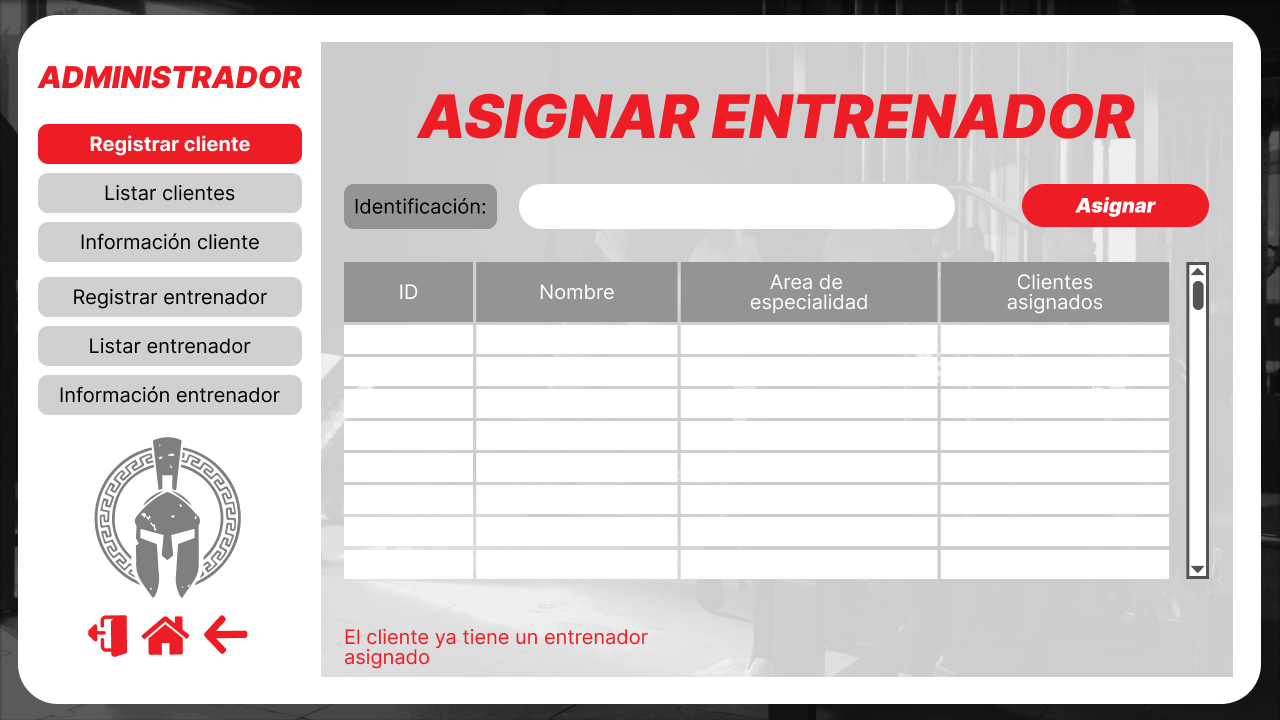 ADMINISTRADOR
Registrar cliente
Listar clientes
Información cliente
Registrar entrenador
Listar entrenador
Información entrenador
ASIGNAR ENTRENADOR
Identificación:
Asignar
ID
Nombre
Area de
especialidad
Clientes
asignados
El cliente ya tiene un entrenador
asignado